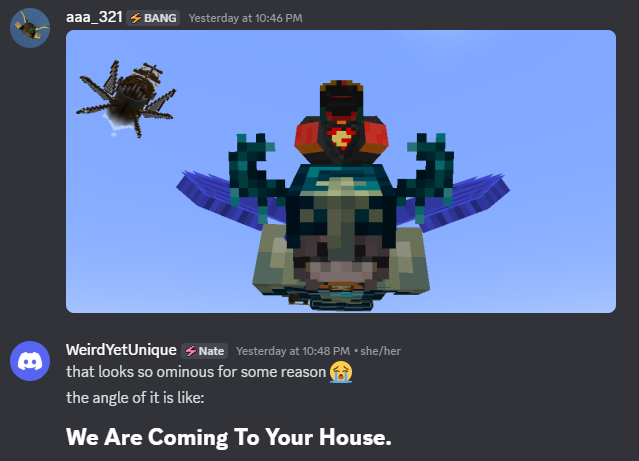 aaa_321 BANG Yesterday at 10:46 PM
WeirdYetUnique Nate Yesterday at 10:48 PM • she/her
that looks so ominous for some reason 😭
the angle of it is like:
We Are Coming To Your House.